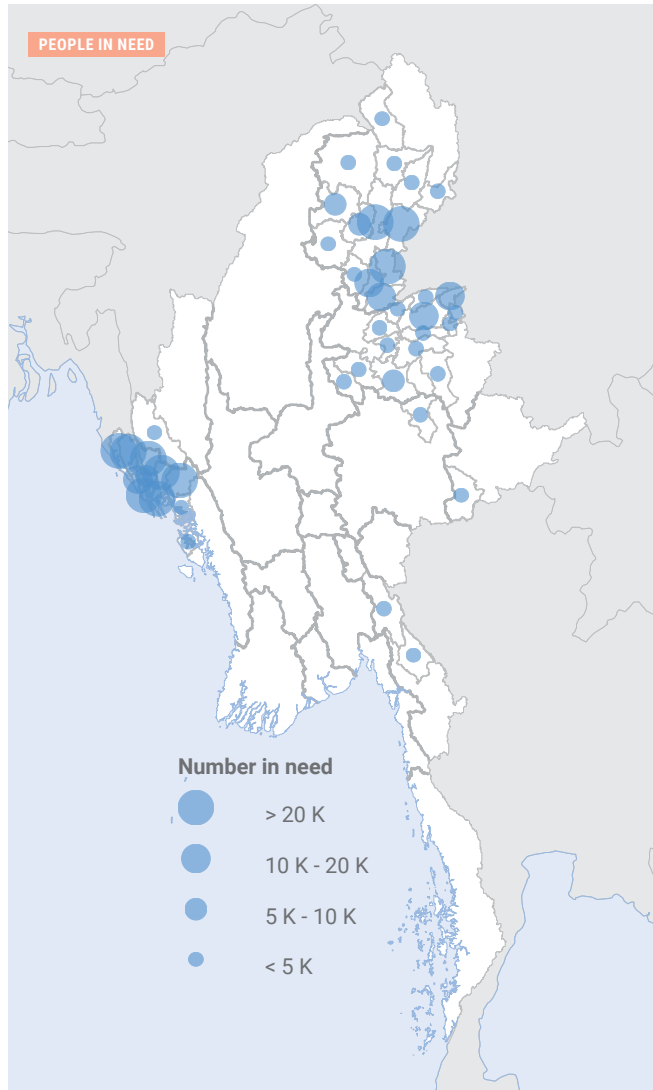 PEOPLE IN NEED
Number in need
> 20 K
10 K - 20 K
5 K - 10 K
< 5 K